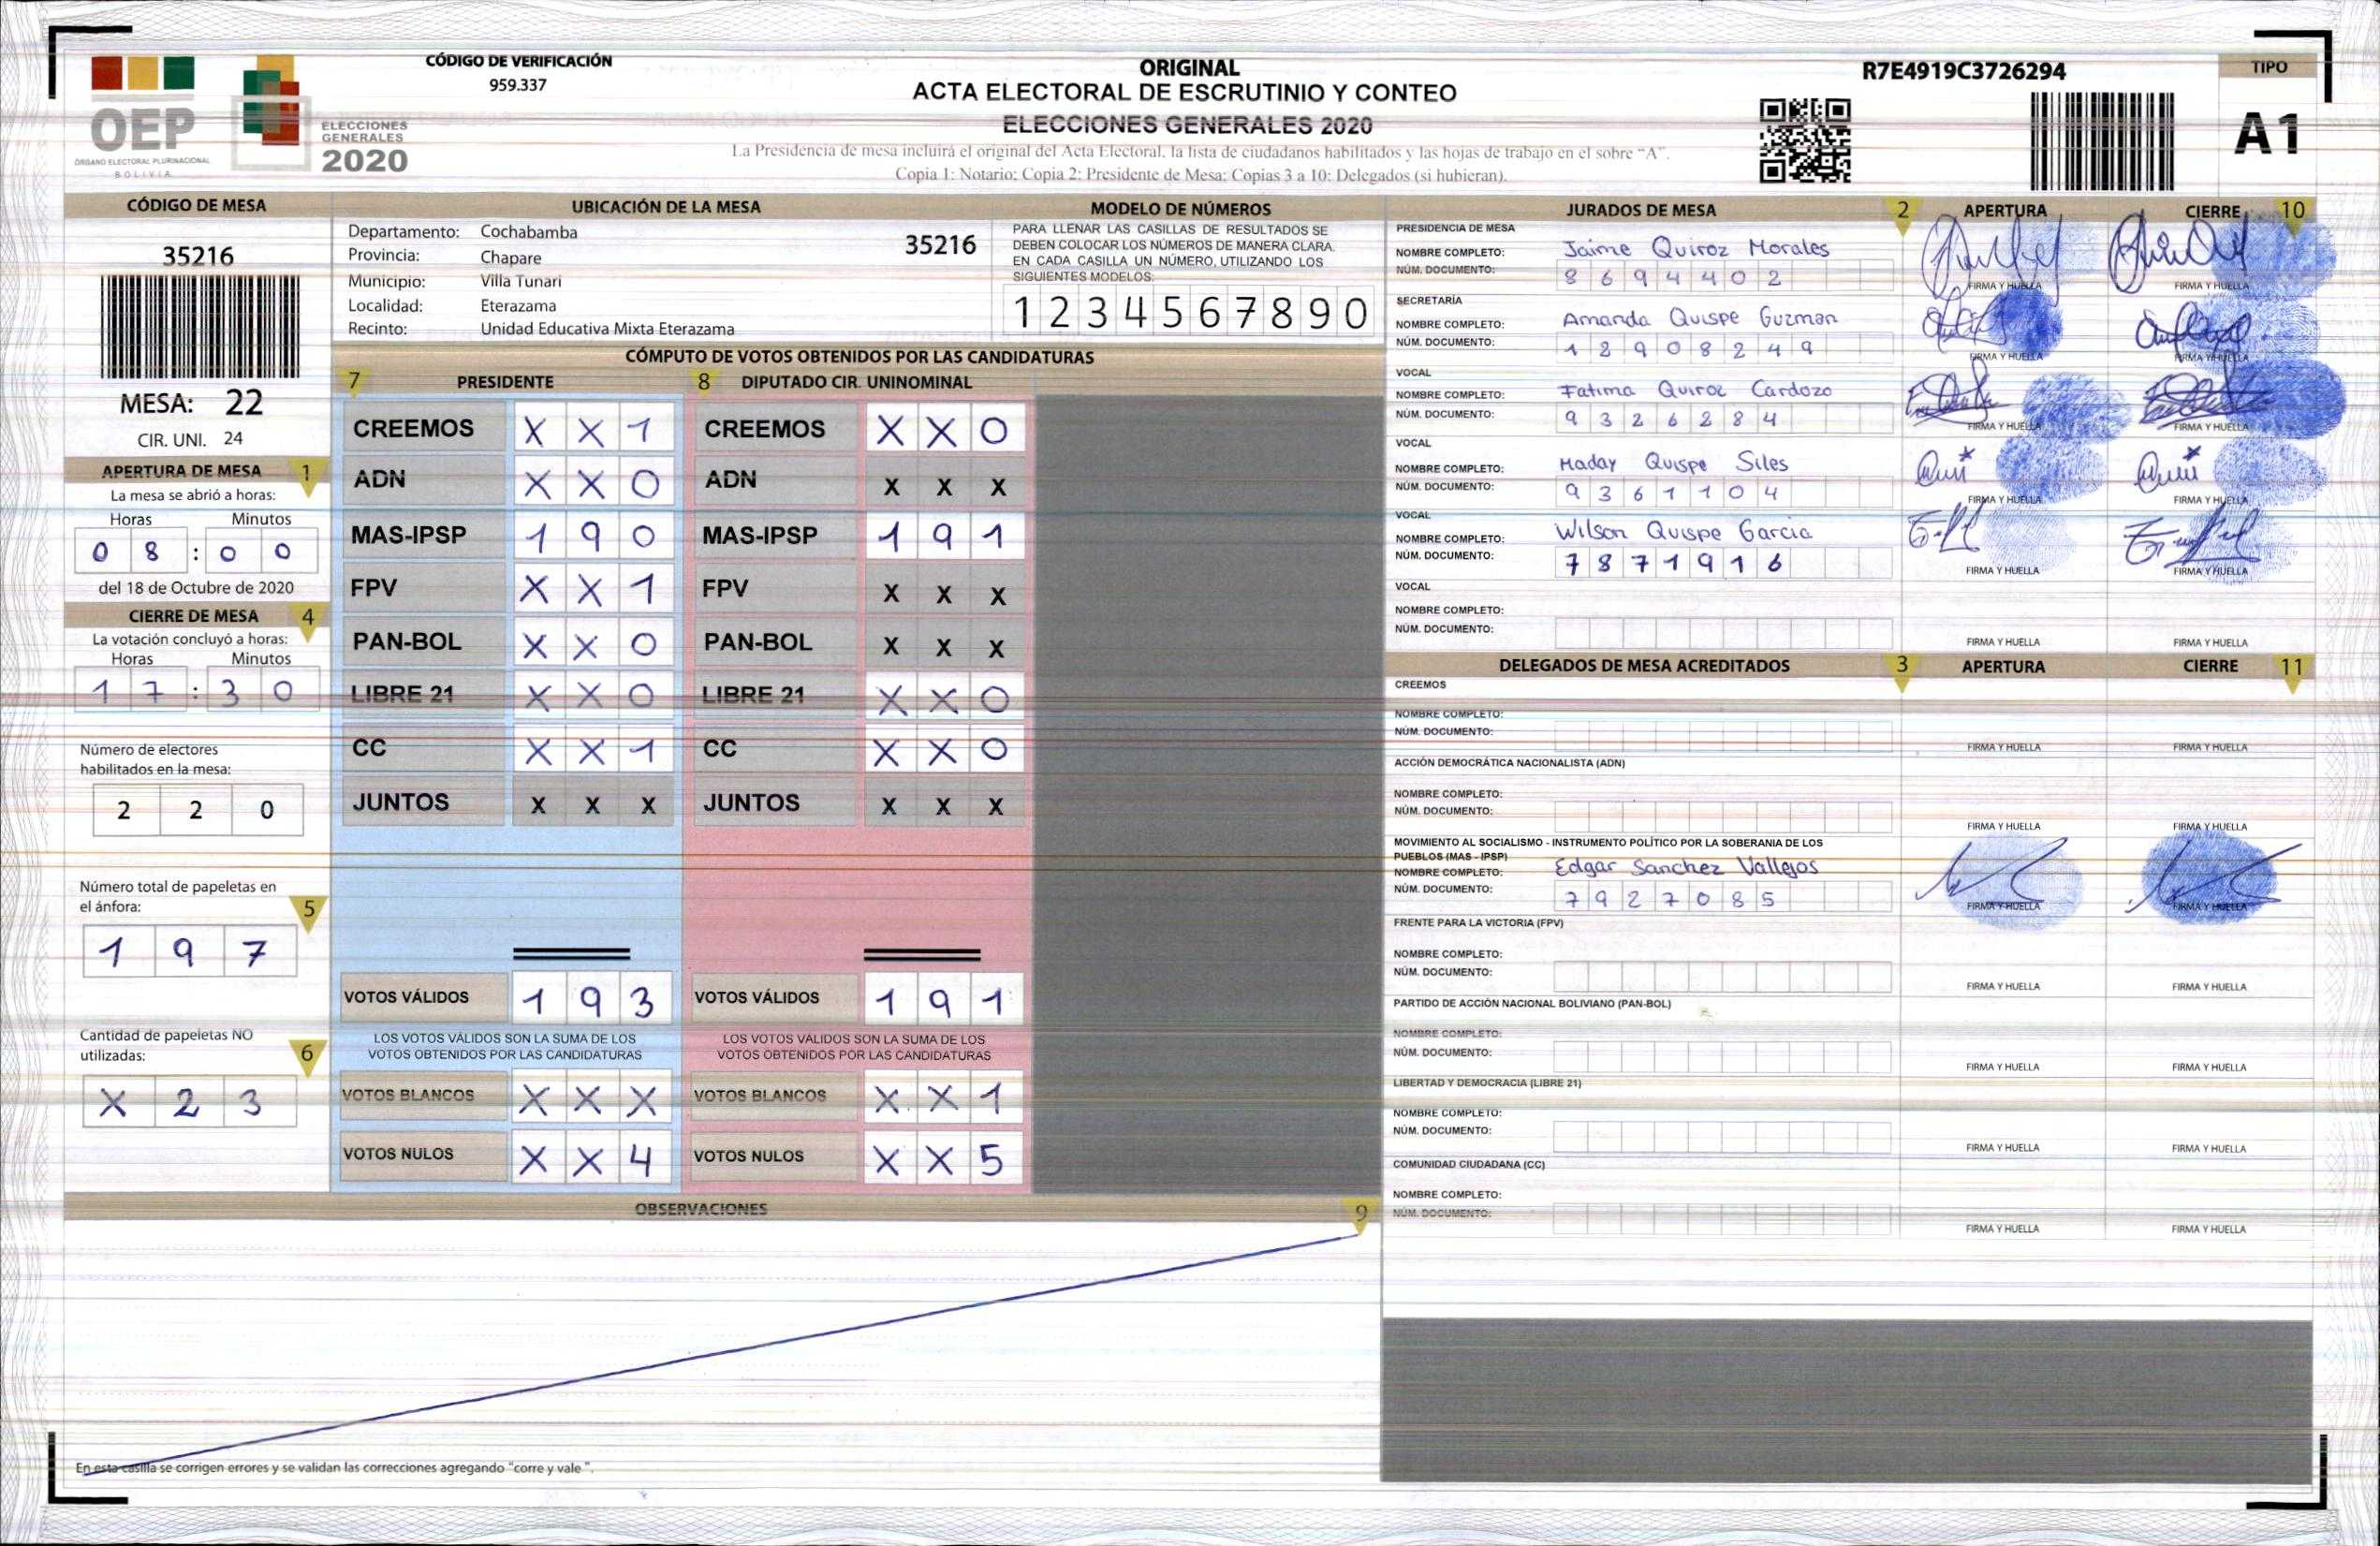 CÓDIGO DE VERIFICACIÓN
959.337
OEP
ÓRGANO ELECTORAL PLURINACIONAL
BOLIVIA
ELECCIONES
GENERALES
2020
ORIGINAL
ACTA ELECTORAL DE ESCRUTINIO Y CONTEO
ELECCIONES GENERALES 2020
La Presidencia de mesa incluirá el original del Acta Electoral, la lista de ciudadanos habilitados y las hojas de trabajo en el sobre "A".
Copia 1: Notario; Copia 2: Presidente de Mesa; Copias 3 a 10: Delegados (si hubieran).
R7E4919C3726294
TIPO
A1
CÓDIGO DE MESA
35216
MESA: 22
CIR. UNI. 24
APERTURA DE MESA 1
La mesa se abrió a horas:
Horas Minutos
0 8 : 0 0
del 18 de Octubre de 2020
CIERRE DE MESA 4
La votación concluyó a horas:
Horas Minutos
1 7 : 3 0
Número de electores
habilitados en la mesa:
2 2 0
Número total de papeletas en
el ánfora: 5
1 9 7
Cantidad de papeletas NO
utilizadas: 6
X 2 3
UBICACIÓN DE LA MESA
Departamento: Cochabamba
Provincia: Chapare
Municipio: Villa Tunari
Localidad: Eterazama
Recinto: Unidad Educativa Mixta Eterazama
35216
MODELO DE NÚMEROS
PARA LLENAR LAS CASILLAS DE RESULTADOS SE
DEBEN COLOCAR LOS NÚMEROS DE MANERA CLARA.
EN CADA CASILLA UN NÚMERO, UTILIZANDO LOS
SIGUIENTES MODELOS:
1 2 3 4 5 6 7 8 9 0
CÓMPUTO DE VOTOS OBTENIDOS POR LAS CANDIDATURAS
7 PRESIDENTE 8 DIPUTADO CIR. UNINOMINAL
CREEMOS X X 1 CREEMOS X X 0
ADN X X 0 ADN X X X
MAS-IPSP 1 9 0 MAS-IPSP 1 9 1
FPV X X 1 FPV X X X
PAN-BOL X X 0 PAN-BOL X X X
LIBRE 21 X X 0 LIBRE 21 X X 0
CC X X 1 CC X X 0
JUNTOS X X X JUNTOS X X X
VOTOS VÁLIDOS 1 9 3 VOTOS VÁLIDOS 1 9 1
LOS VOTOS VÁLIDOS SON LA SUMA DE LOS LOS VOTOS VÁLIDOS SON LA SUMA DE LOS
VOTOS OBTENIDOS POR LAS CANDIDATURAS VOTOS OBTENIDOS POR LAS CANDIDATURAS
VOTOS BLANCOS X X X VOTOS BLANCOS X X 1
VOTOS NULOS X X 4 VOTOS NULOS X X 5
OBSERVACIONES 9
En esta casilla se corrigen errores y se validan las correcciones agregando "corre y vale ".
JURADOS DE MESA 2 APERTURA CIERRE 10
PRESIDENCIA DE MESA
NOMBRE COMPLETO: Jaime Quiroz Morales
NÚM. DOCUMENTO: 8 6 9 4 4 0 2
FIRMA Y HUELLA FIRMA Y HUELLA
SECRETARÍA
NOMBRE COMPLETO: Amanda Quispe Guzman
NÚM. DOCUMENTO: 1 2 9 0 8 2 4 9
FIRMA Y HUELLA FIRMA Y HUELLA
VOCAL
NOMBRE COMPLETO: Fatima Quiroz Cardozo
NÚM. DOCUMENTO: 9 3 2 6 2 8 4
FIRMA Y HUELLA FIRMA Y HUELLA
VOCAL
NOMBRE COMPLETO: Maday Quispe Siles
NÚM. DOCUMENTO: 9 3 6 1 1 0 4
FIRMA Y HUELLA FIRMA Y HUELLA
VOCAL
NOMBRE COMPLETO: Wilson Quispe Garcia
NÚM. DOCUMENTO: 7 8 7 1 9 1 6
FIRMA Y HUELLA FIRMA Y HUELLA
VOCAL
NOMBRE COMPLETO:
NÚM. DOCUMENTO:
FIRMA Y HUELLA FIRMA Y HUELLA
DELEGADOS DE MESA ACREDITADOS 3 APERTURA CIERRE 11
CREEMOS
NOMBRE COMPLETO:
NÚM. DOCUMENTO:
FIRMA Y HUELLA FIRMA Y HUELLA
ACCIÓN DEMOCRÁTICA NACIONALISTA (ADN)
NOMBRE COMPLETO:
NÚM. DOCUMENTO:
FIRMA Y HUELLA FIRMA Y HUELLA
MOVIMIENTO AL SOCIALISMO - INSTRUMENTO POLÍTICO POR LA SOBERANIA DE LOS
PUEBLOS (MAS - IPSP)
NOMBRE COMPLETO: Edgar Sanchez Vallejos
NÚM. DOCUMENTO: 7 9 2 7 0 8 5
FIRMA Y HUELLA FIRMA Y HUELLA
FRENTE PARA LA VICTORIA (FPV)
NOMBRE COMPLETO:
NÚM. DOCUMENTO:
FIRMA Y HUELLA FIRMA Y HUELLA
PARTIDO DE ACCIÓN NACIONAL BOLIVIANO (PAN-BOL)
NOMBRE COMPLETO:
NÚM. DOCUMENTO:
FIRMA Y HUELLA FIRMA Y HUELLA
LIBERTAD Y DEMOCRACIA (LIBRE 21)
NOMBRE COMPLETO:
NÚM. DOCUMENTO:
FIRMA Y HUELLA FIRMA Y HUELLA
COMUNIDAD CIUDADANA (CC)
NOMBRE COMPLETO:
NÚM. DOCUMENTO:
FIRMA Y HUELLA FIRMA Y HUELLA